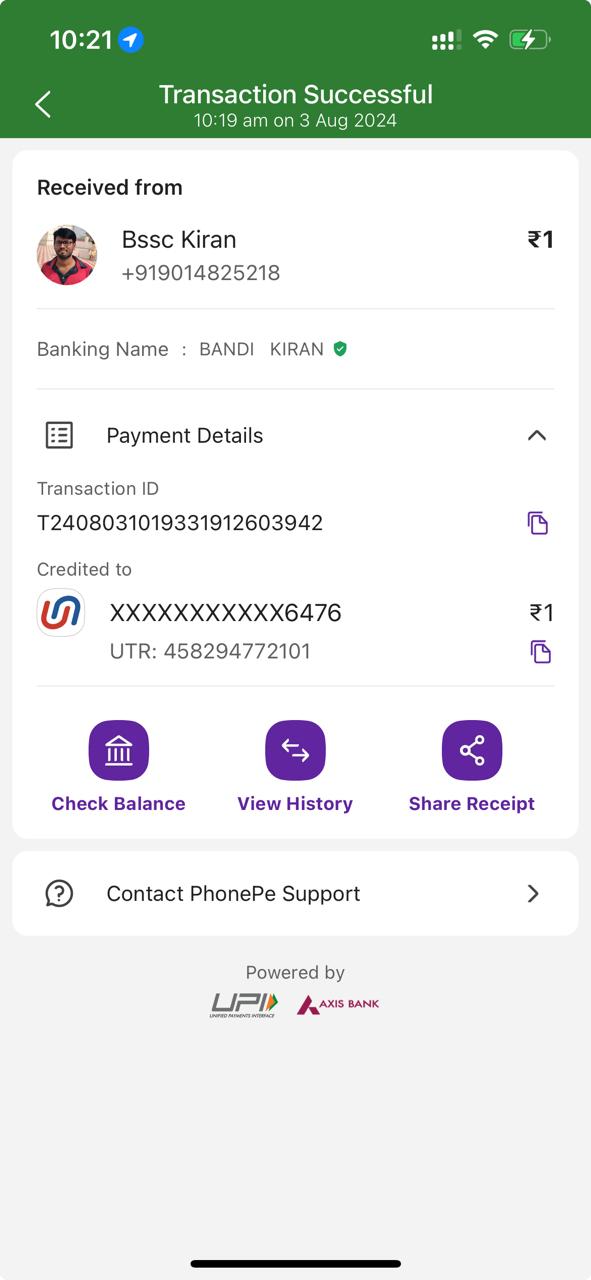 10:21
Transaction Successful
10:19 am on 3 Aug 2024
Received from
Bssc Kiran ₹1
+919014825218
Banking Name : BANDI KIRAN
Payment Details
Transaction ID
T2408031019331912603942
Credited to
XXXXXXXXXXX6476 ₹1
UTR: 458294772101
Check Balance View History Share Receipt
Contact PhonePe Support
Powered by
UPI AXIS BANK
UNIFIED PAYMENTS INTERFACE